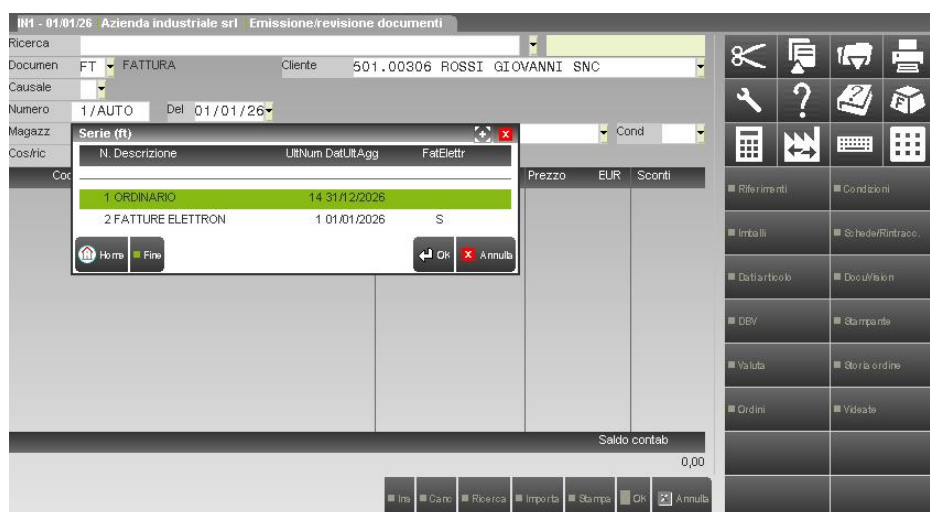 IN1 - 01/01/26 Azienda industriale srl Emissione/revisione documenti
Ricerca
Documen FT FATTURA Cliente 501.00306 ROSSI GIOVANNI SNC
Causale
Numero 1/AUTO Del 01/01/26
Magazz Cond
Cos/ric
Serie (ft)
N. Descrizione UltNum DatUltAgg FatElettr
1 ORDINARIO 14 31/12/2026
2 FATTURE ELETTRON 1 01/01/2026 S
Home Fine Ok Annulla
Coc Prezzo EUR Sconti
Saldo contab
0,00
Ins Canc Ricerca Importa Stampa OK Annulla
Riferimenti Condizioni
Imballi Schede/Rintracc.
Dati articolo DocuVision
DBV Stampante
Valuta Storia ordine
Ordini Videate